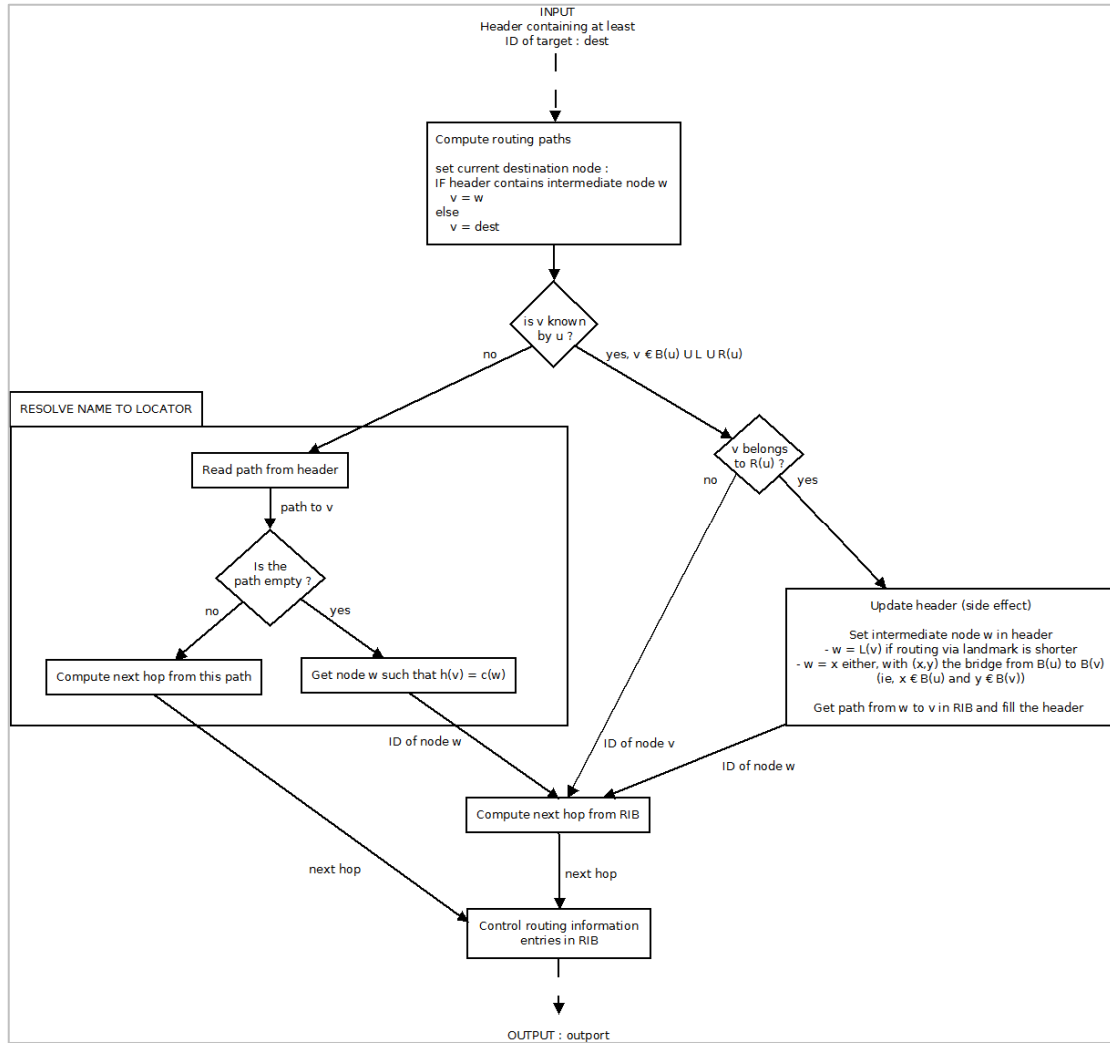 INPUT
Header containing at least
ID of target : dest
Compute routing paths
set current destination node :
IF header contains intermediate node w
v = w
else
v = dest
is v known
by u ?
no
yes, v € B(u) U L U R(u)
RESOLVE NAME TO LOCATOR
v belongs
to R(u) ?
Read path from header
no
yes
path to v
Is the
path empty ?
no
yes
Update header (side effect)
Set intermediate node w in header
- w = L(v) if routing via landmark is shorter
- w = x either, with (x,y) the bridge from B(u) to B(v)
(ie, x € B(u) and y € B(v))
Get path from w to v in RIB and fill the header
Compute next hop from this path
Get node w such that h(v) = c(w)
ID of node w
ID of node v
ID of node w
Compute next hop from RIB
next hop
next hop
Control routing information
entries in RIB
OUTPUT : outport